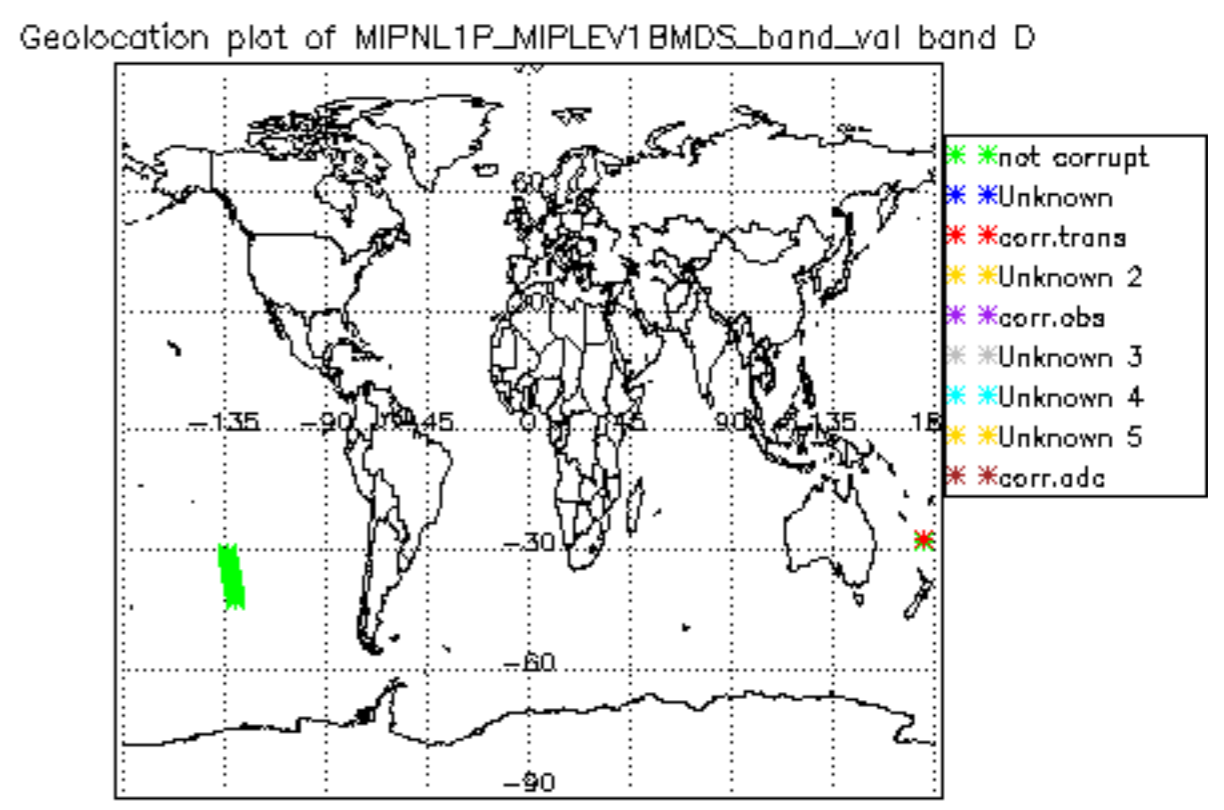 Geolocation plot of MIPNL1P_MIPLEV1BMDS_band_val band D
not corrupt
Unknown
corr.trans
Unknown 2
corr.obs
Unknown 3
Unknown 4
Unknown 5
corr.adc
60
-135 -90 0 45 90 135
-30
-60
-90